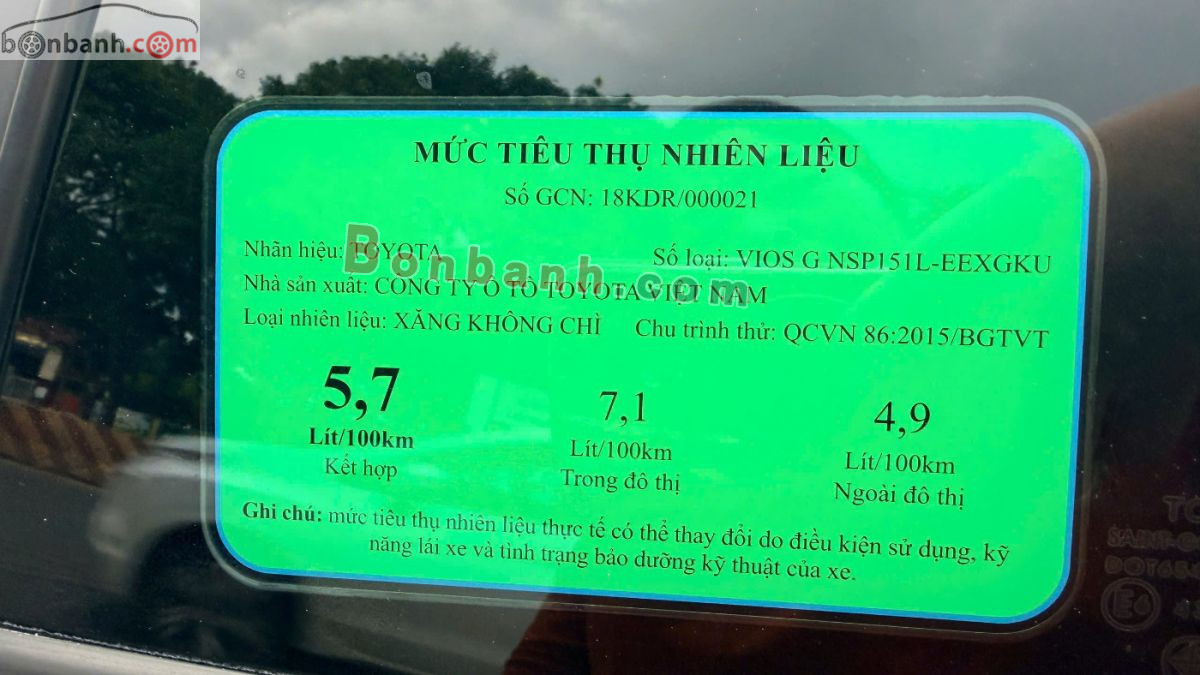 bonbanh.com
MỨC TIÊU THỤ NHIÊN LIỆU
Số GCN: 18KDR/000021
Nhãn hiệu: TOYOTA Số loại: VIOS G NSP151L-EEXGKU
Bonbanh.com
Nhà sản xuất: CÔNG TY Ô TÔ TOYOTA VIỆT NAM
Loại nhiên liệu: XĂNG KHÔNG CHÌ Chu trình thử: QCVN 86:2015/BGTVT
5,7 7,1 4,9
Lít/100km Lít/100km Lít/100km
Kết hợp Trong đô thị Ngoài đô thị
Ghi chú: mức tiêu thụ nhiên liệu thực tế có thể thay đổi do điều kiện sử dụng, kỹ
năng lái xe và tình trạng bảo dưỡng kỹ thuật của xe.